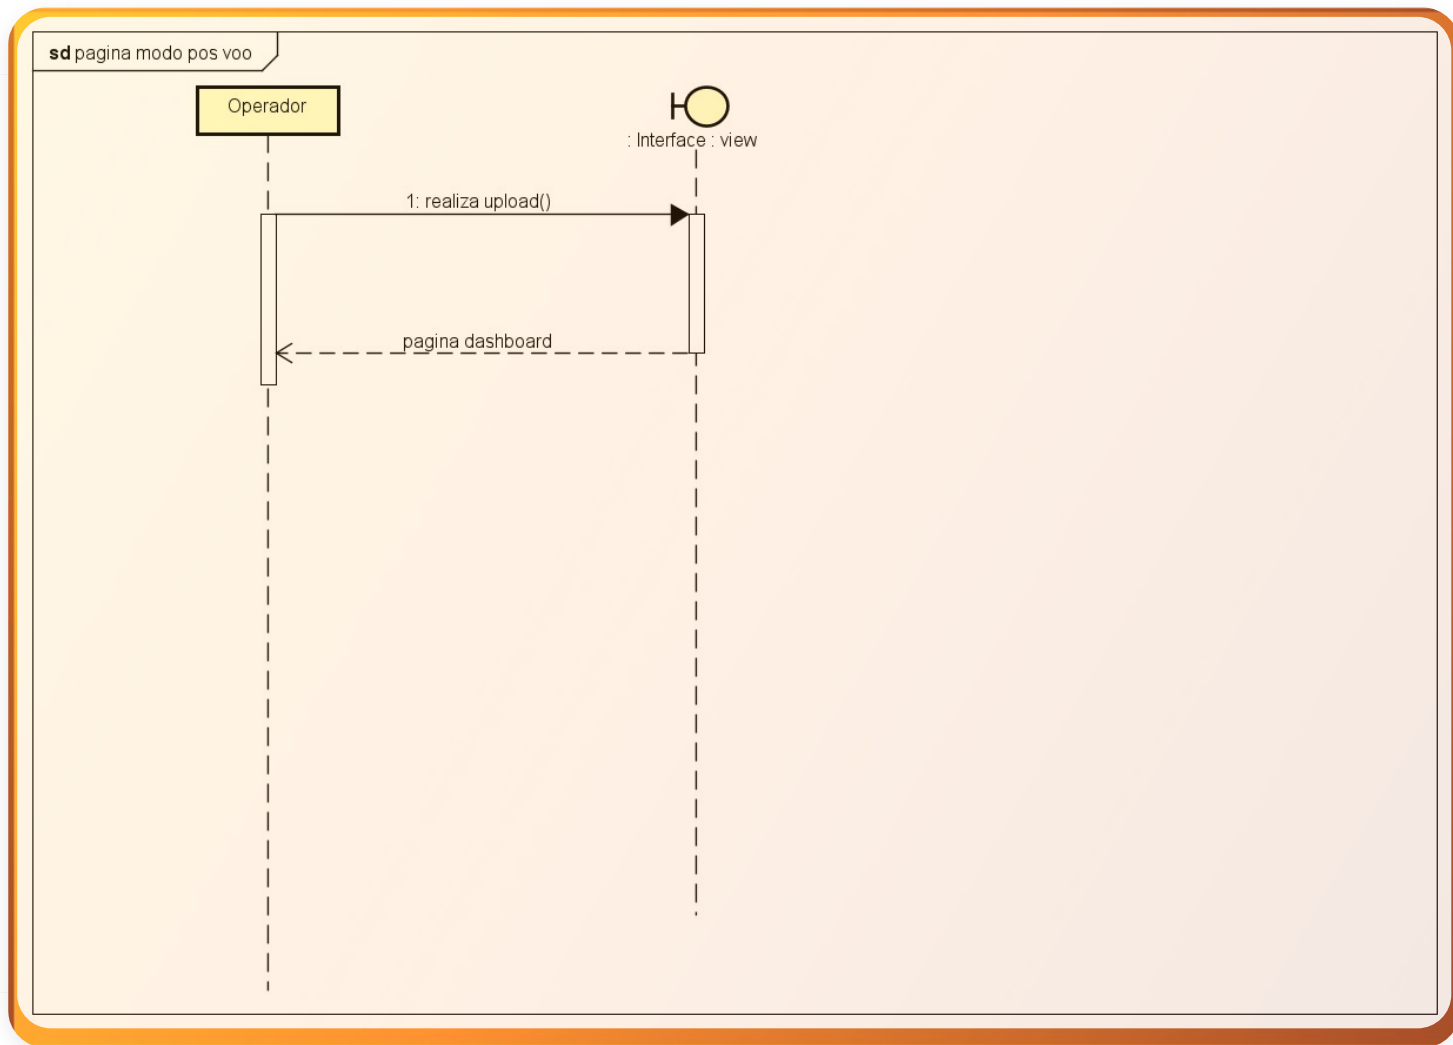 sd pagina modo pos voo
Operador
: Interface : view
1: realiza upload()
pagina dashboard